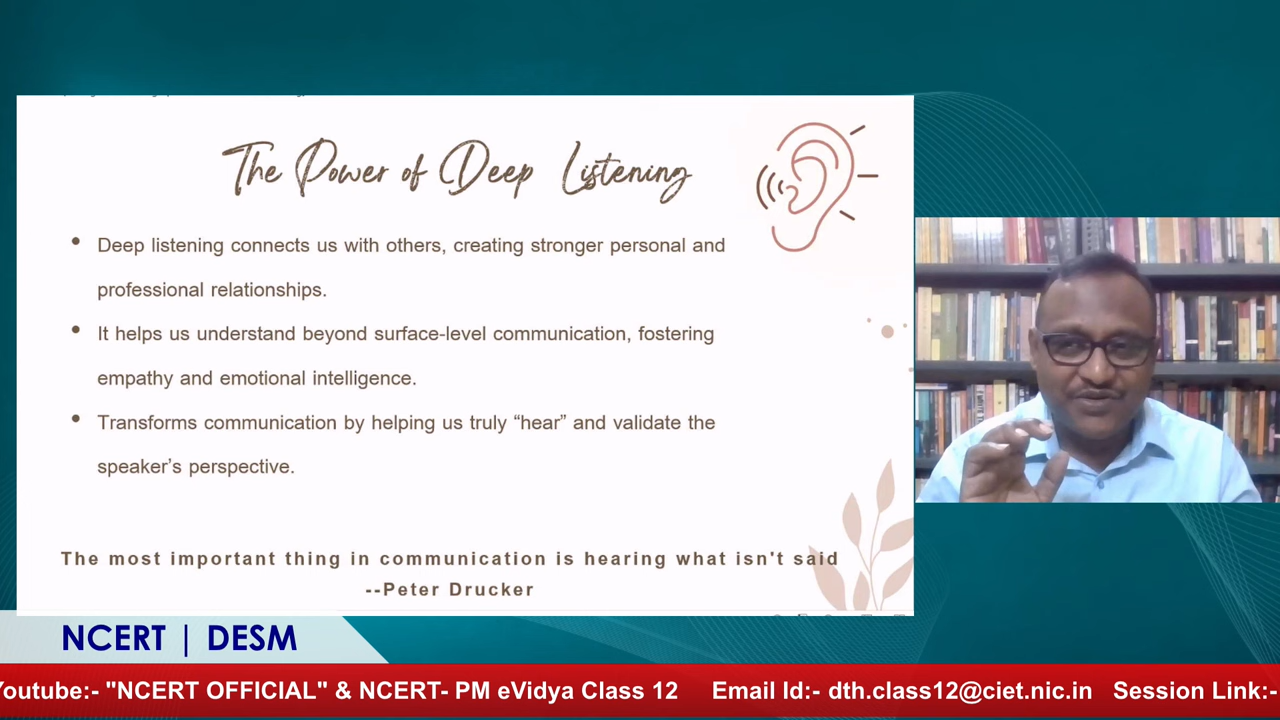 The Power of Deep Listening
• Deep listening connects us with others, creating stronger personal and
professional relationships.
• It helps us understand beyond surface-level communication, fostering
empathy and emotional intelligence.
• Transforms communication by helping us truly “hear” and validate the
speaker’s perspective.
The most important thing in communication is hearing what isn't said
--Peter Drucker
NCERT | DESM
Youtube:- "NCERT OFFICIAL" & NCERT- PM eVidya Class 12 Email Id:- dth.class12@ciet.nic.in Session Link:-